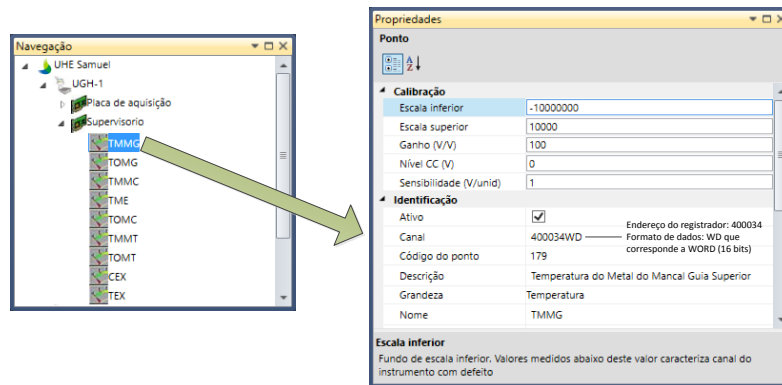 Navegação
UHE Samuel
UGH-1
Placa de aquisição
Supervisorio
TMMG
TOMG
TMMC
TME
TOMC
TMMT
TOMT
CEX
TEX
Propriedades
Ponto
Calibração
Escala inferior -10000000
Escala superior 10000
Ganho (V/V) 100
Nível CC (V) 0
Sensibilidade (V/unid) 1
Identificação
Ativo
Canal 400034WD
Endereço do registrador: 400034
Formato de dados: WD que
corresponde a WORD (16 bits)
Código do ponto 179
Descrição Temperatura do Metal do Mancal Guia Superior
Grandeza Temperatura
Nome TMMG
Escala inferior
Fundo de escala inferior. Valores medidos abaixo deste valor caracteriza canal do
instrumento com defeito